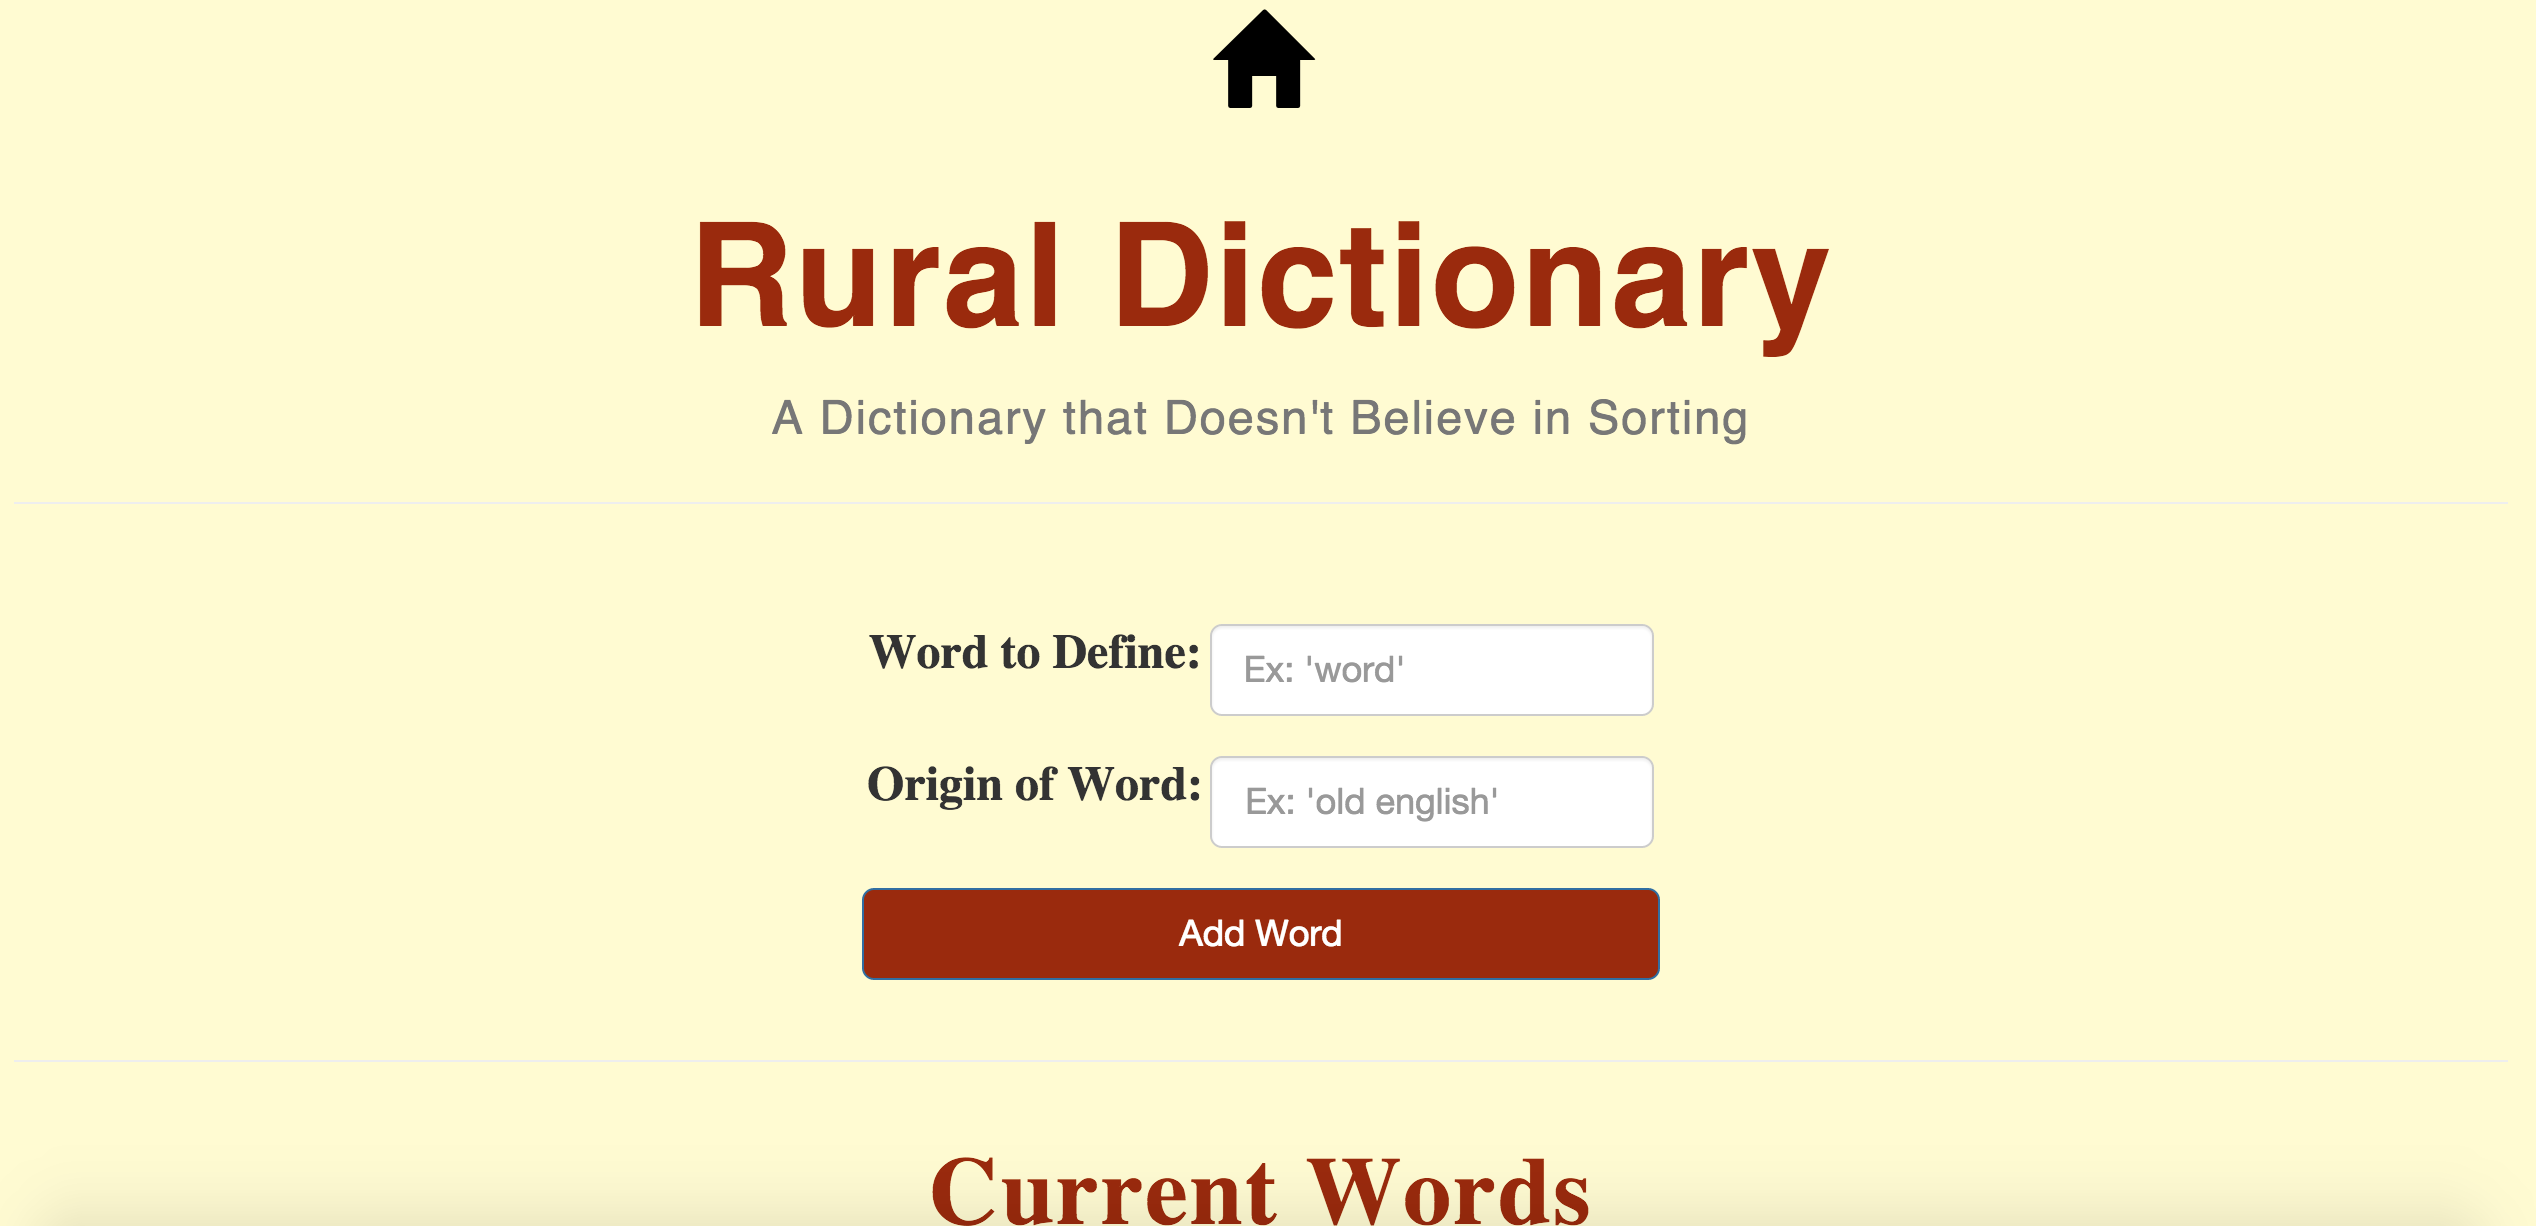 Rural Dictionary
A Dictionary that Doesn't Believe in Sorting
Word to Define: Ex: 'word'
Origin of Word: Ex: 'old english'
Add Word
Current Words